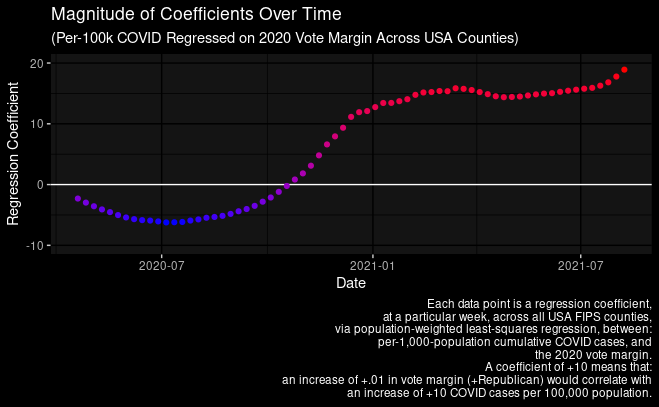 Magnitude of Coefficients Over Time
(Per-100k COVID Regressed on 2020 Vote Margin Across USA Counties)
Regression Coefficient
20
10
0
-10
2020-07
2021-01
2021-07
Date
Each data point is a regression coefficient,
at a particular week, across all USA FIPS counties,
via population-weighted least-squares regression, between:
per-1,000-population cumulative COVID cases, and
the 2020 vote margin.
A coefficient of +10 means that:
an increase of +.01 in vote margin (+Republican) would correlate with
an increase of +10 COVID cases per 100,000 population.